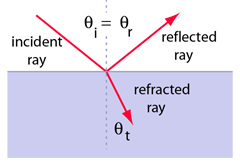 θi = θr
incident
ray
reflected
ray
refracted
ray
θt